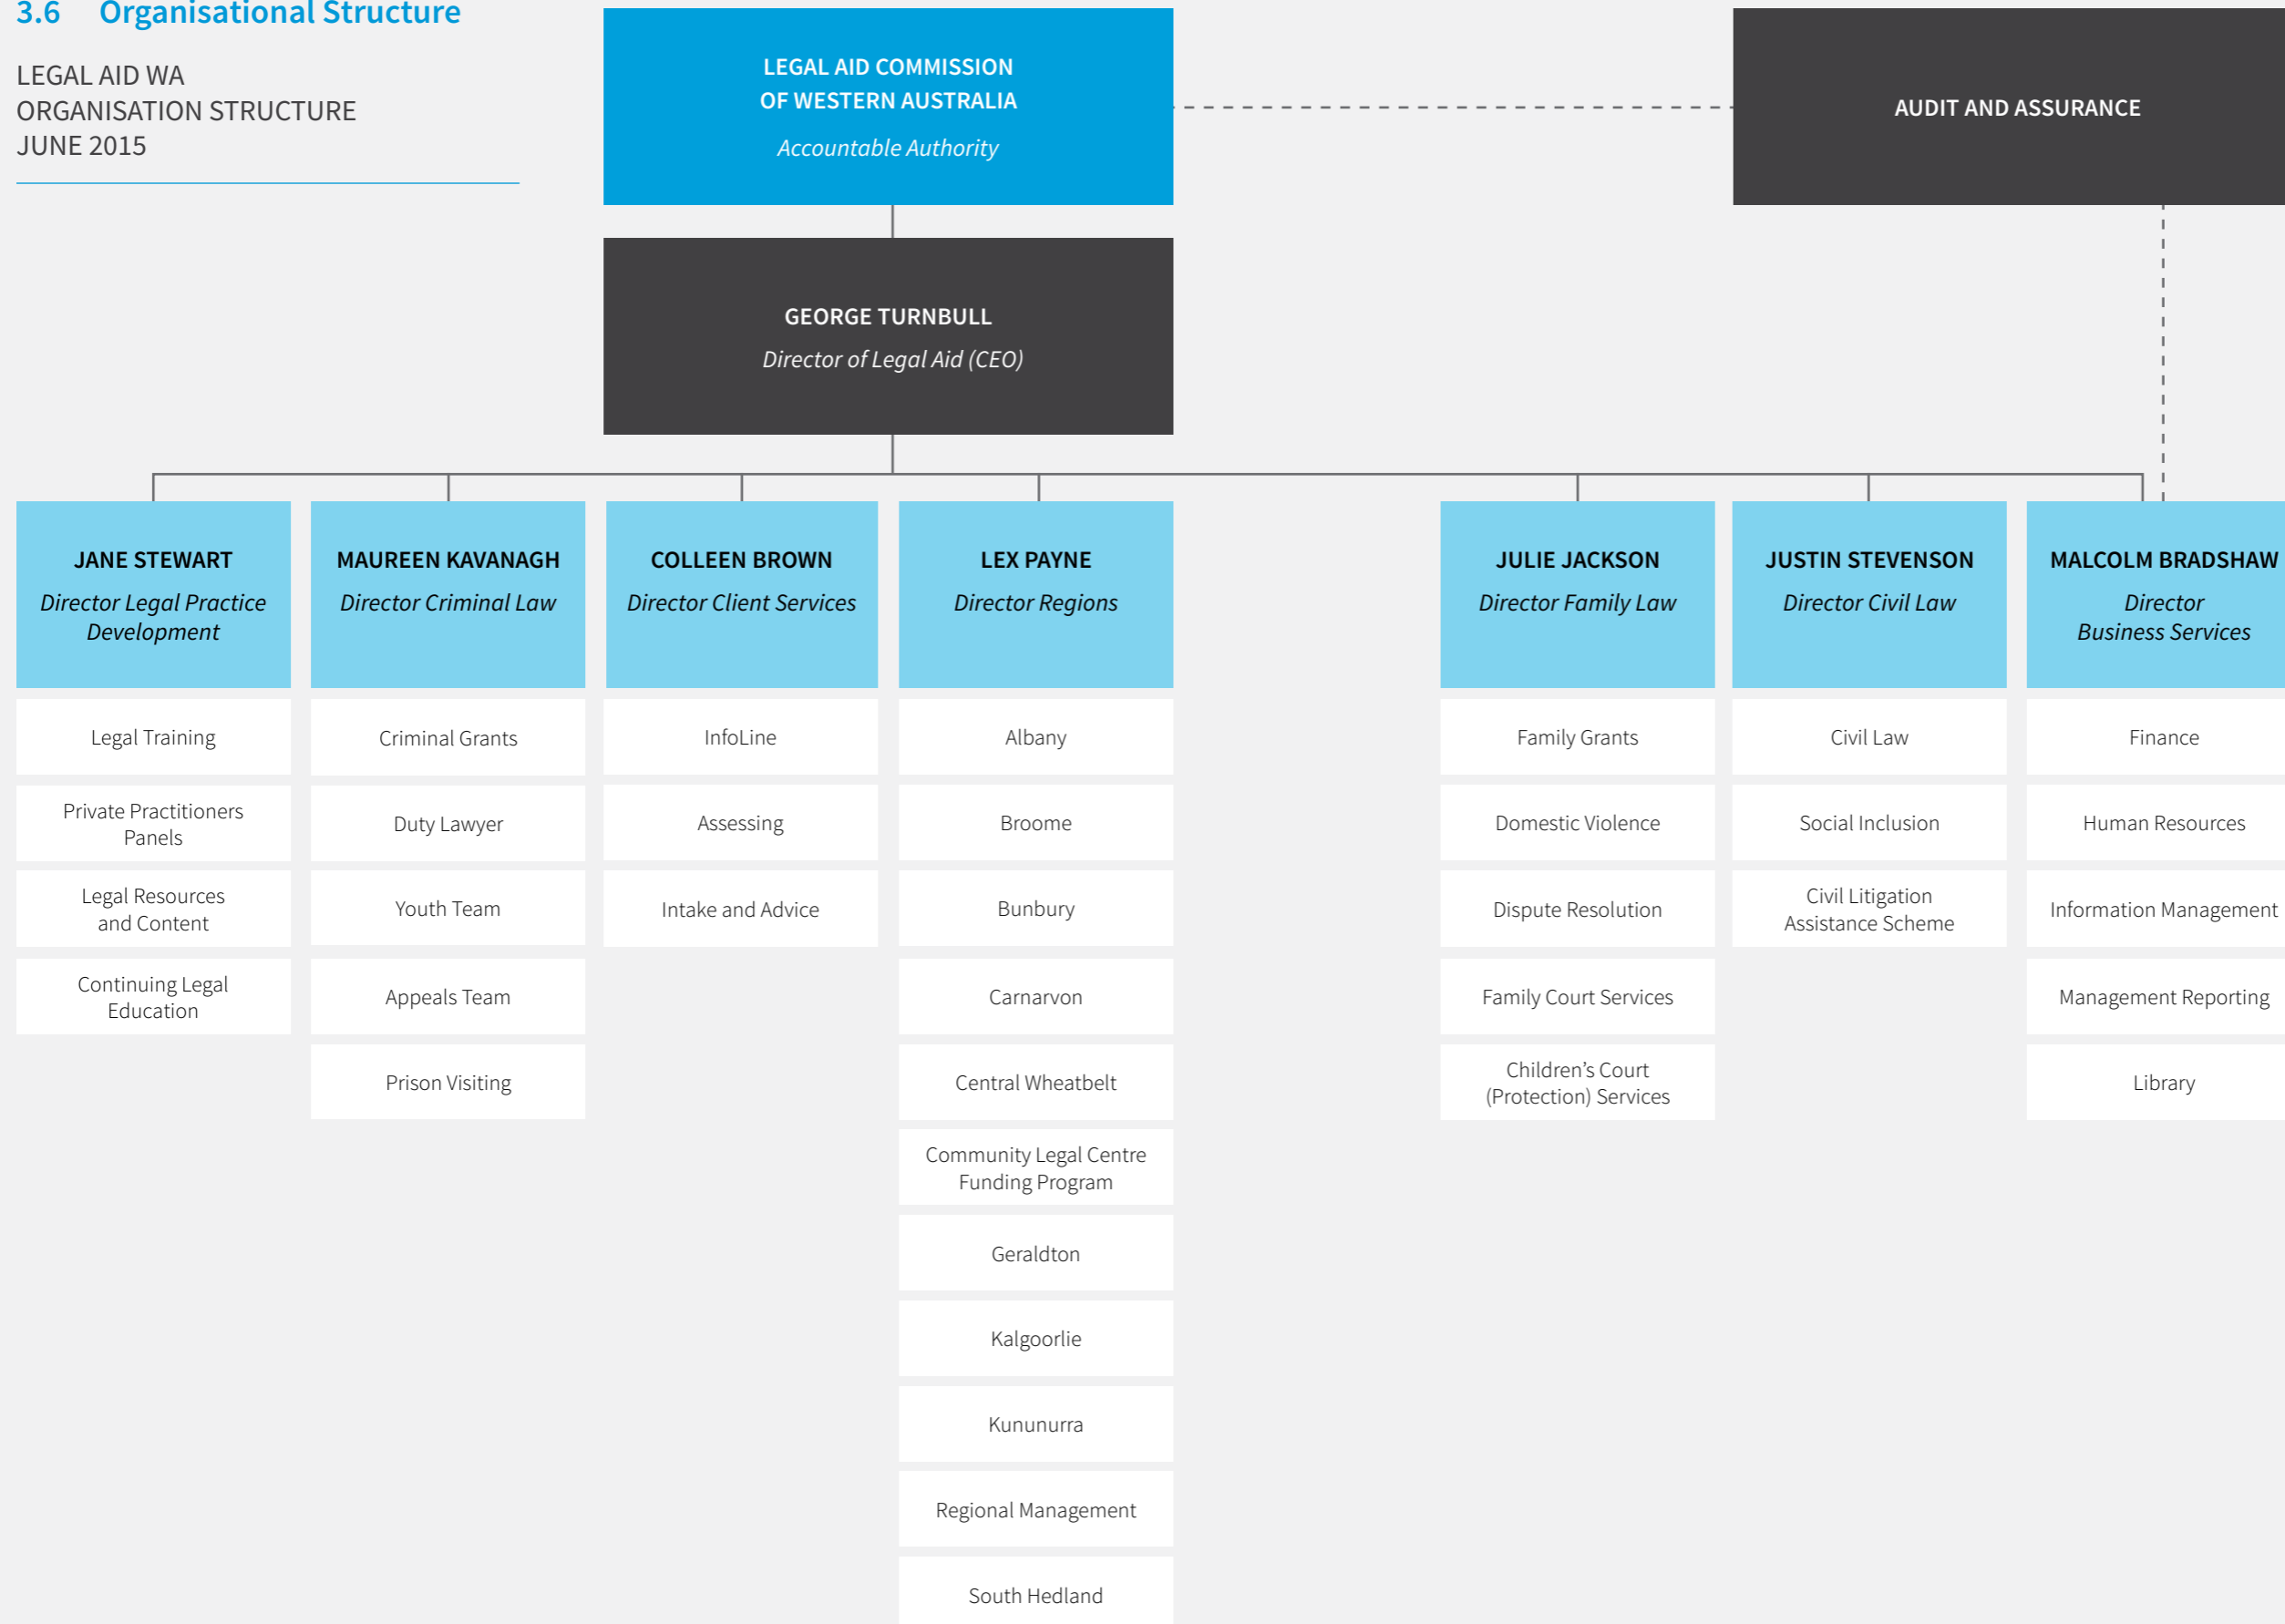 3.6 Organisational Structure
LEGAL AID WA
ORGANISATION STRUCTURE
JUNE 2015
LEGAL AID COMMISSION
OF WESTERN AUSTRALIA
Accountable Authority
AUDIT AND ASSURANCE
GEORGE TURNBULL
Director of Legal Aid (CEO)
JANE STEWART
Director Legal Practice
Development
Legal Training
Private Practitioners
Panels
Legal Resources
and Content
Continuing Legal
Education
MAUREEN KAVANAGH
Director Criminal Law
Criminal Grants
Duty Lawyer
Youth Team
Appeals Team
Prison Visiting
COLLEEN BROWN
Director Client Services
InfoLine
Assessing
Intake and Advice
LEX PAYNE
Director Regions
Albany
Broome
Bunbury
Carnarvon
Central Wheatbelt
Community Legal Centre
Funding Program
Geraldton
Kalgoorlie
Kununurra
Regional Management
South Hedland
JULIE JACKSON
Director Family Law
Family Grants
Domestic Violence
Dispute Resolution
Family Court Services
Children’s Court
(Protection) Services
JUSTIN STEVENSON
Director Civil Law
Civil Law
Social Inclusion
Civil Litigation
Assistance Scheme
MALCOLM BRADSHAW
Director
Business Services
Finance
Human Resources
Information Management
Management Reporting
Library